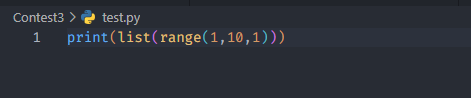 Contest3 > test.py
1 print(list(range(1,10,1)))